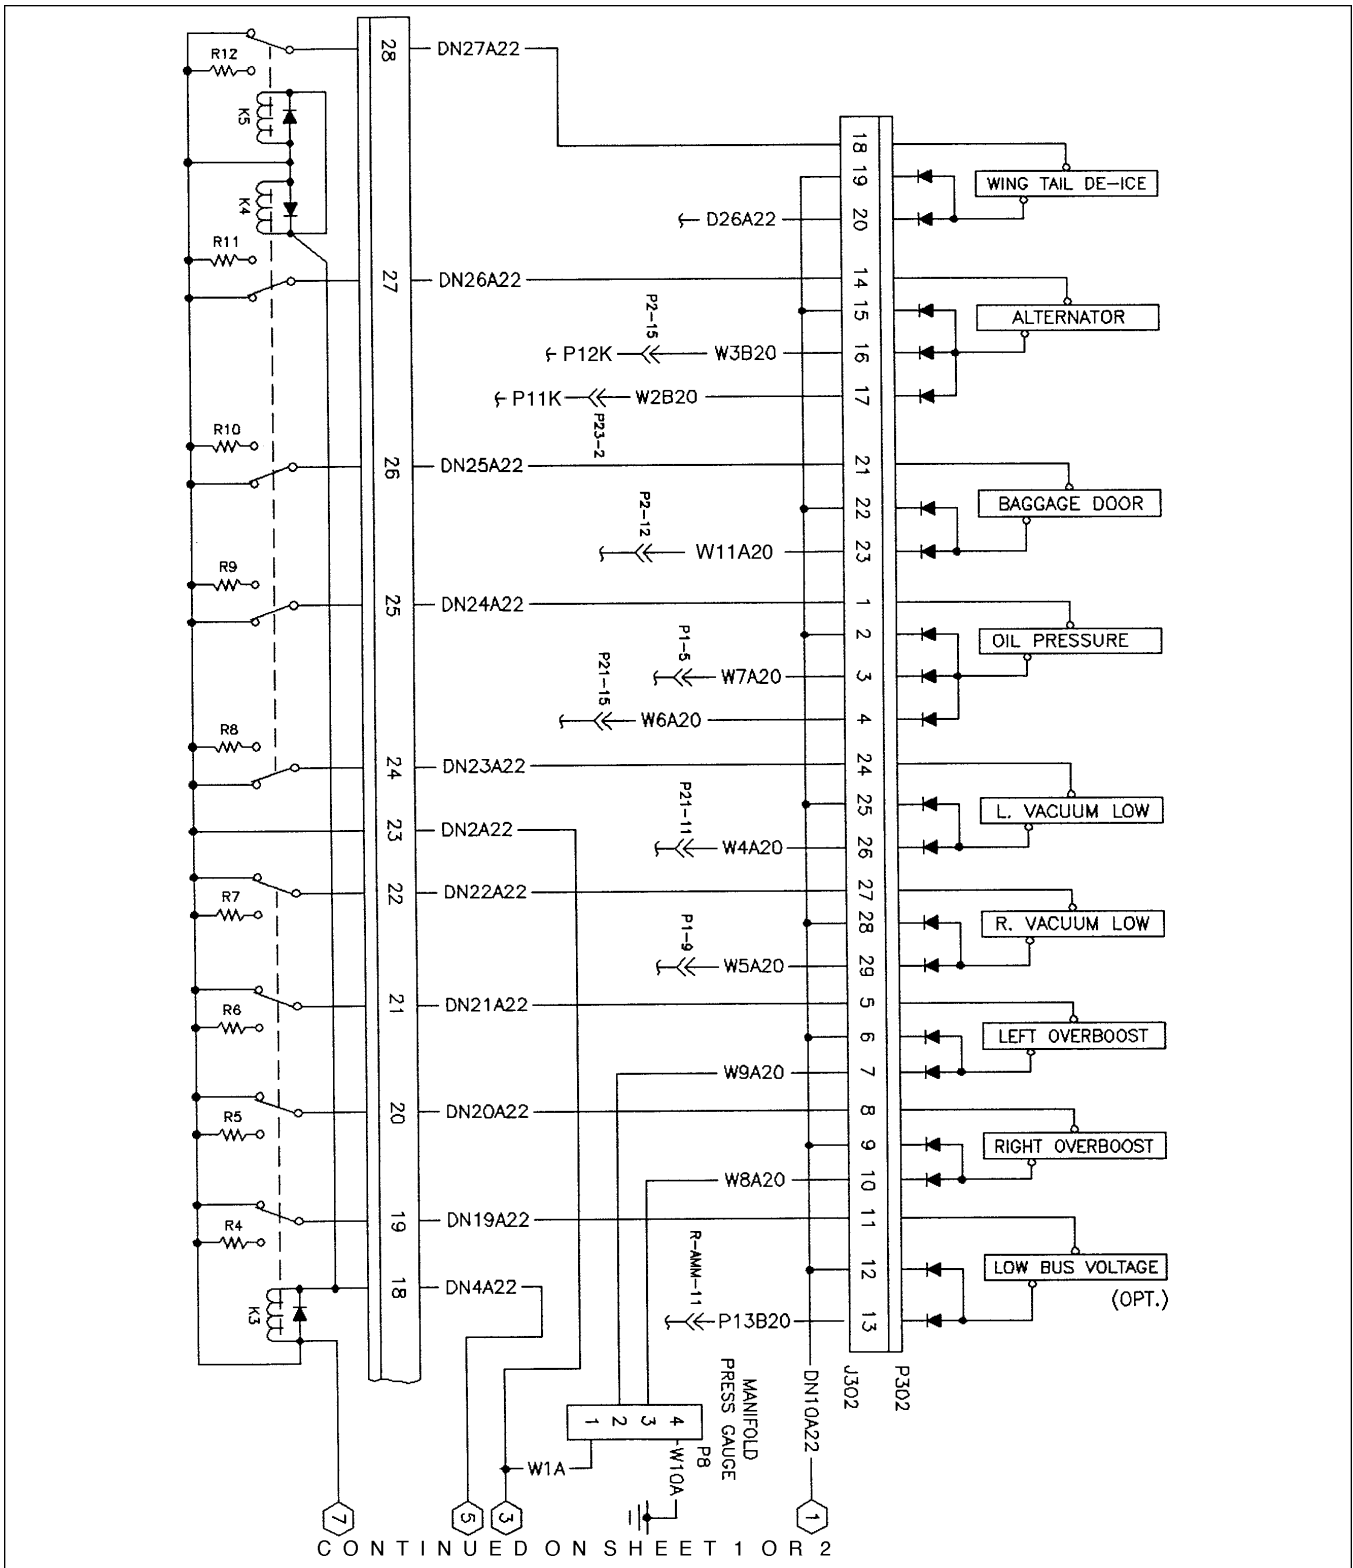 R12
28
DN27A22
K5
18
19
WING TAIL DE-ICE
K4
D26A22
20
R11
27
DN26A22
14
P2-15
15
ALTERNATOR
P12K
W3B20
16
P11K
W2B20
17
P23-2
R10
26
DN25A22
21
P2-12
22
BAGGAGE DOOR
W11A20
23
R9
25
DN24A22
1
P1-5
2
OIL PRESSURE
P21-15
W7A20
3
W6A20
4
R8
24
DN23A22
24
P21-11
25
L. VACUUM LOW
23
DN2A22
W4A20
26
22
DN22A22
27
R7
P1-9
28
R. VACUUM LOW
W5A20
29
21
DN21A22
5
R6
6
LEFT OVERBOOST
W9A20
7
20
DN20A22
8
R5
9
RIGHT OVERBOOST
W8A20
10
19
DN19A22
11
R4
R-AMM-11
12
LOW BUS VOLTAGE
(OPT.)
18
DN4A22
K3
P13B20
13
J302
P302
DN10A22
MANIFOLD
PRESS GAUGE
P8
1 2 3 4
W1A
W10A
7
5
3
1
CONTINUED ON SHEET 1 OR 2